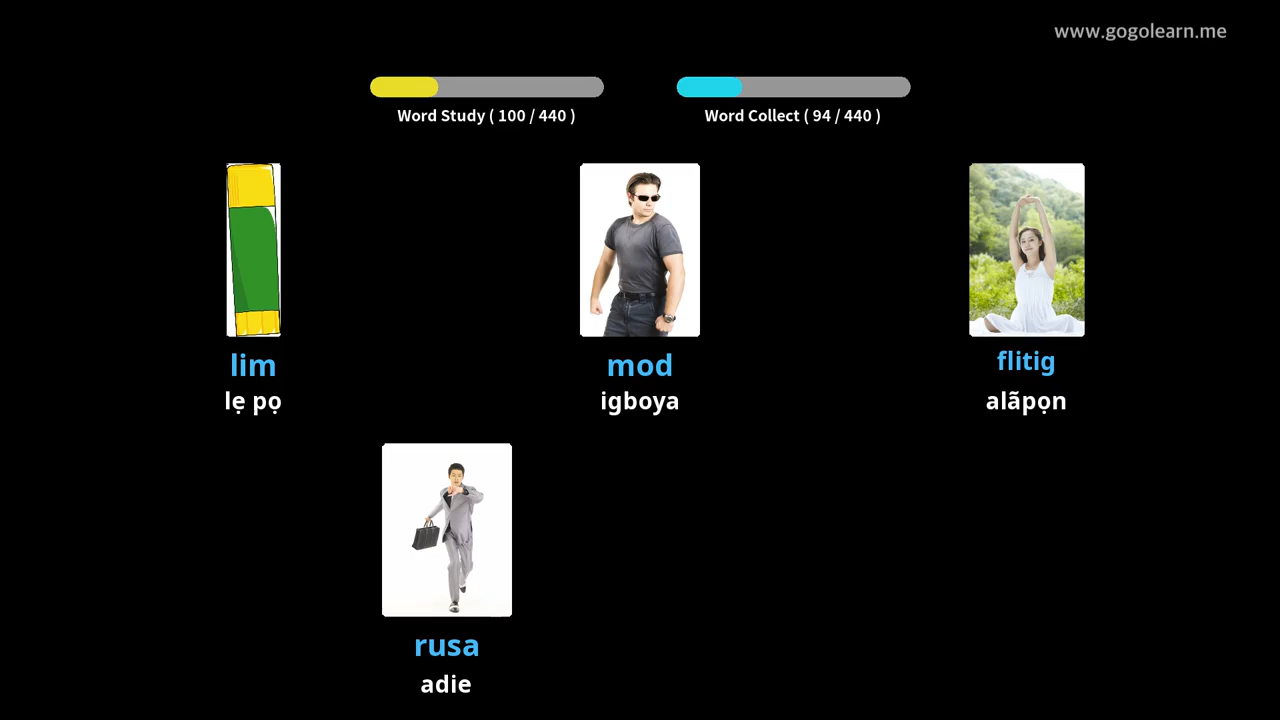 www.gogolearn.me
Word Study ( 100 / 440 )
Word Collect ( 94 / 440 )
lim
lẹ pọ
mod
igboya
flitig
alãpọn
rusa
adie